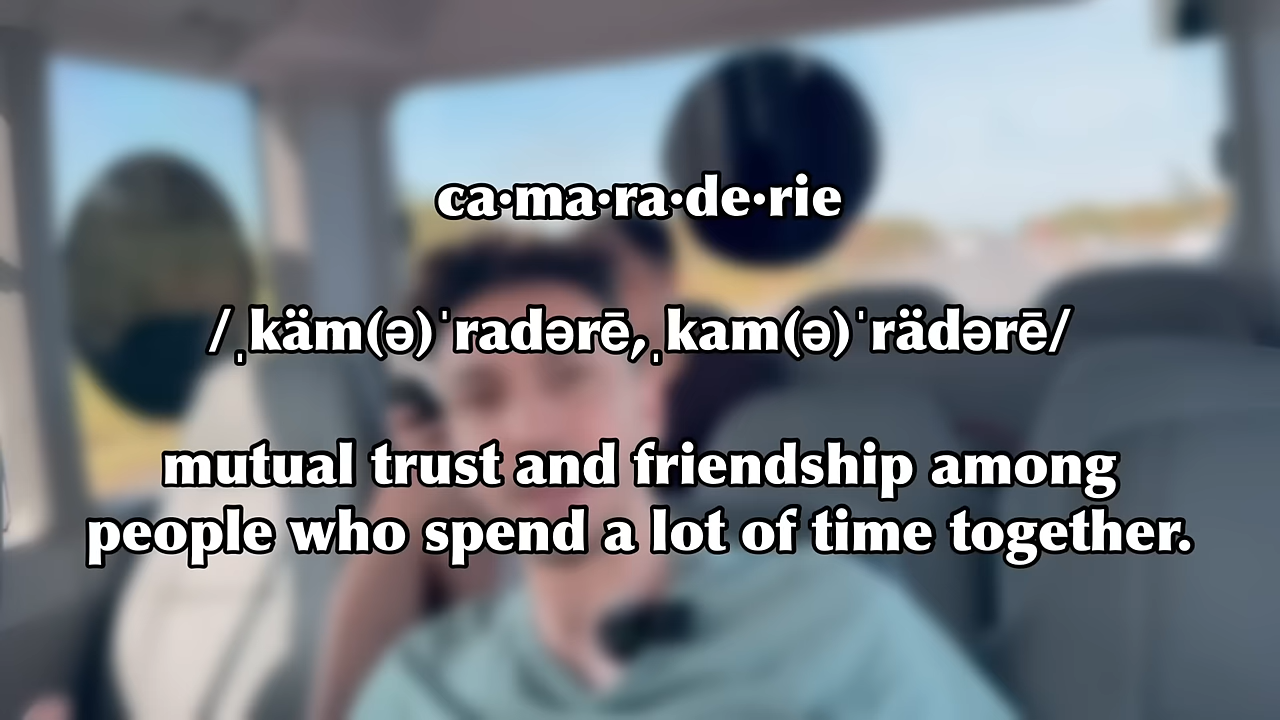 ca·ma·ra·de·rie
/ˌkäm(ə)ˈradərē,ˌkam(ə)ˈrädərē/
mutual trust and friendship among
people who spend a lot of time together.